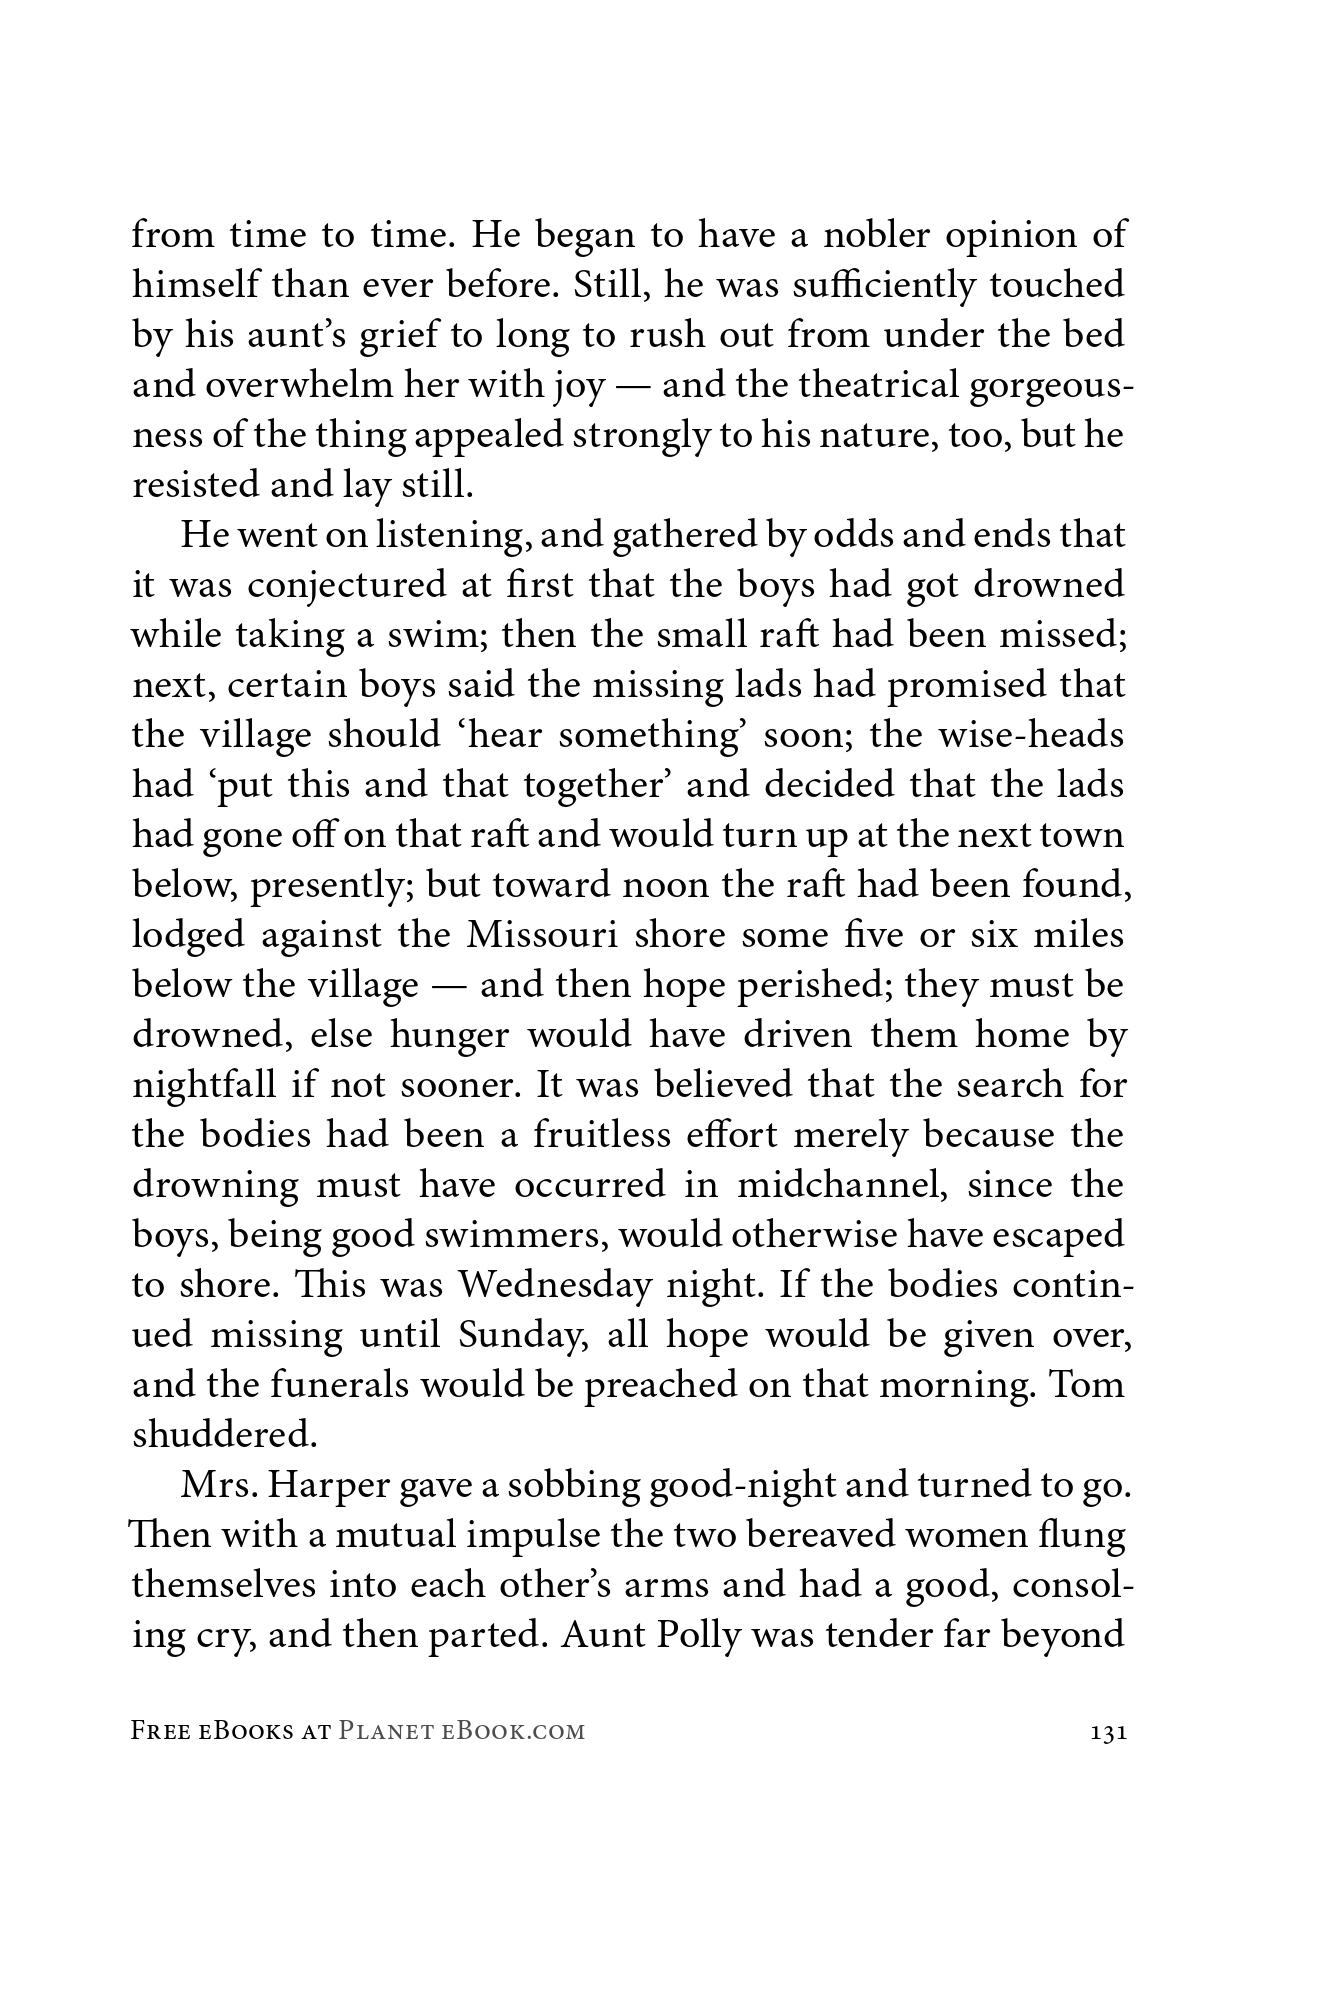 from time to time. He began to have a nobler opinion of
himself than ever before. Still, he was sufficiently touched
by his aunt’s grief to long to rush out from under the bed
and overwhelm her with joy — and the theatrical gorgeous-
ness of the thing appealed strongly to his nature, too, but he
resisted and lay still.
He went on listening, and gathered by odds and ends that
it was conjectured at first that the boys had got drowned
while taking a swim; then the small raft had been missed;
next, certain boys said the missing lads had promised that
the village should ‘hear something’ soon; the wise-heads
had ‘put this and that together’ and decided that the lads
had gone off on that raft and would turn up at the next town
below, presently; but toward noon the raft had been found,
lodged against the Missouri shore some five or six miles
below the village — and then hope perished; they must be
drowned, else hunger would have driven them home by
nightfall if not sooner. It was believed that the search for
the bodies had been a fruitless effort merely because the
drowning must have occurred in midchannel, since the
boys, being good swimmers, would otherwise have escaped
to shore. This was Wednesday night. If the bodies contin-
ued missing until Sunday, all hope would be given over,
and the funerals would be preached on that morning. Tom
shuddered.
Mrs. Harper gave a sobbing good-night and turned to go.
Then with a mutual impulse the two bereaved women flung
themselves into each other’s arms and had a good, consol-
ing cry, and then parted. Aunt Polly was tender far beyond
Free eBooks at Planet eBook.com 131